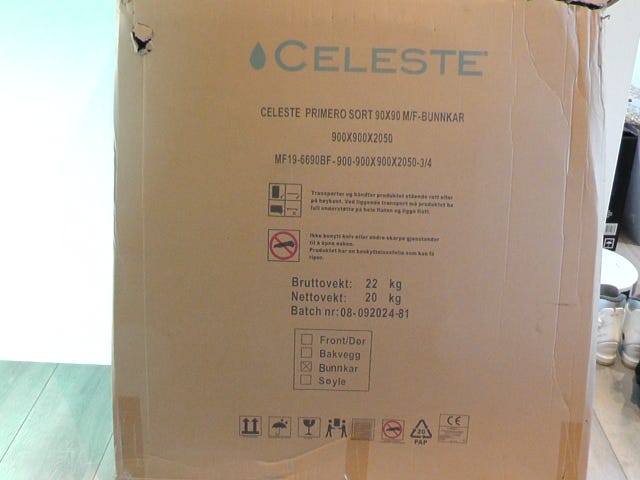 CELESTE
CELESTE PRIMERO SORT 90X90 M/F-BUNNKAR
900X900X2050
MF19-6690BF-900-900X900X2050-3/4
Transporter og håndter produktet stående rett eller
på høykant. Ved liggende transport må produktet ha
full understøtte på hele flaten og ligge flatt.
Ikke benytt kniv eller andre skarpe gjenstander
til å åpne esken.
Produktet har en beskyttelsesfolie som kan få
riper.
Bruttovekt: 22 kg
Nettovekt: 20 kg
Batch nr: 08-092024-81
Front/Dør
Bakvegg
Bunnkar
Søyle
CE
20
PAP